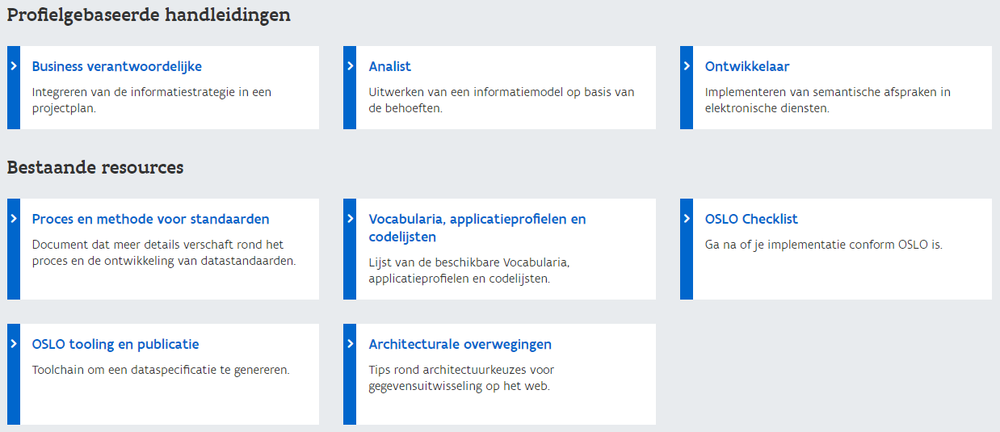 Profielgebaseerde handleidingen
Business verantwoordelijke
Integreren van de informatiestrategie in een
projectplan.
Analist
Uitwerken van een informatiemodel op basis van
de behoeften.
Ontwikkelaar
Implementeren van semantische afspraken in
elektronische diensten.
Bestaande resources
Proces en methode voor standaarden
Document dat meer details verschaft rond het
proces en de ontwikkeling van datastandaarden.
Vocabularia, applicatieprofielen en
codelijsten
Lijst van de beschikbare Vocabularia,
applicatieprofielen en codelijsten.
OSLO Checklist
Ga na of je implementatie conform OSLO is.
OSLO tooling en publicatie
Toolchain om een dataspecificatie te genereren.
Architecturale overwegingen
Tips rond architectuurkeuzes voor
gegevensuitwisseling op het web.